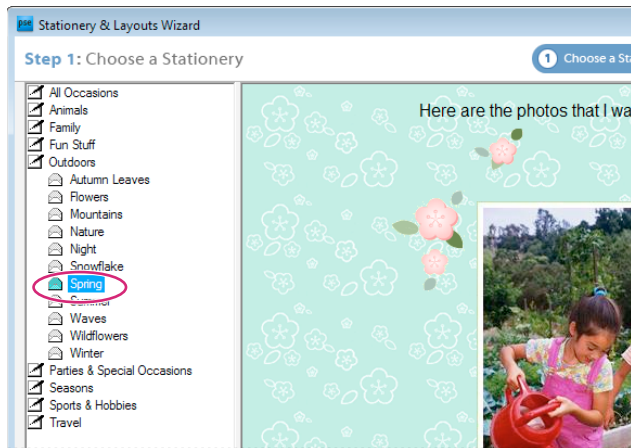 pse Stationery & Layouts Wizard
Step 1: Choose a Stationery
1 Choose a Sta
All Occasions
Animals
Family
Fun Stuff
Outdoors
Autumn Leaves
Flowers
Mountains
Nature
Night
Snowflake
Spring
Summer
Waves
Wildflowers
Winter
Parties & Special Occasions
Seasons
Sports & Hobbies
Travel
Here are the photos that I wa